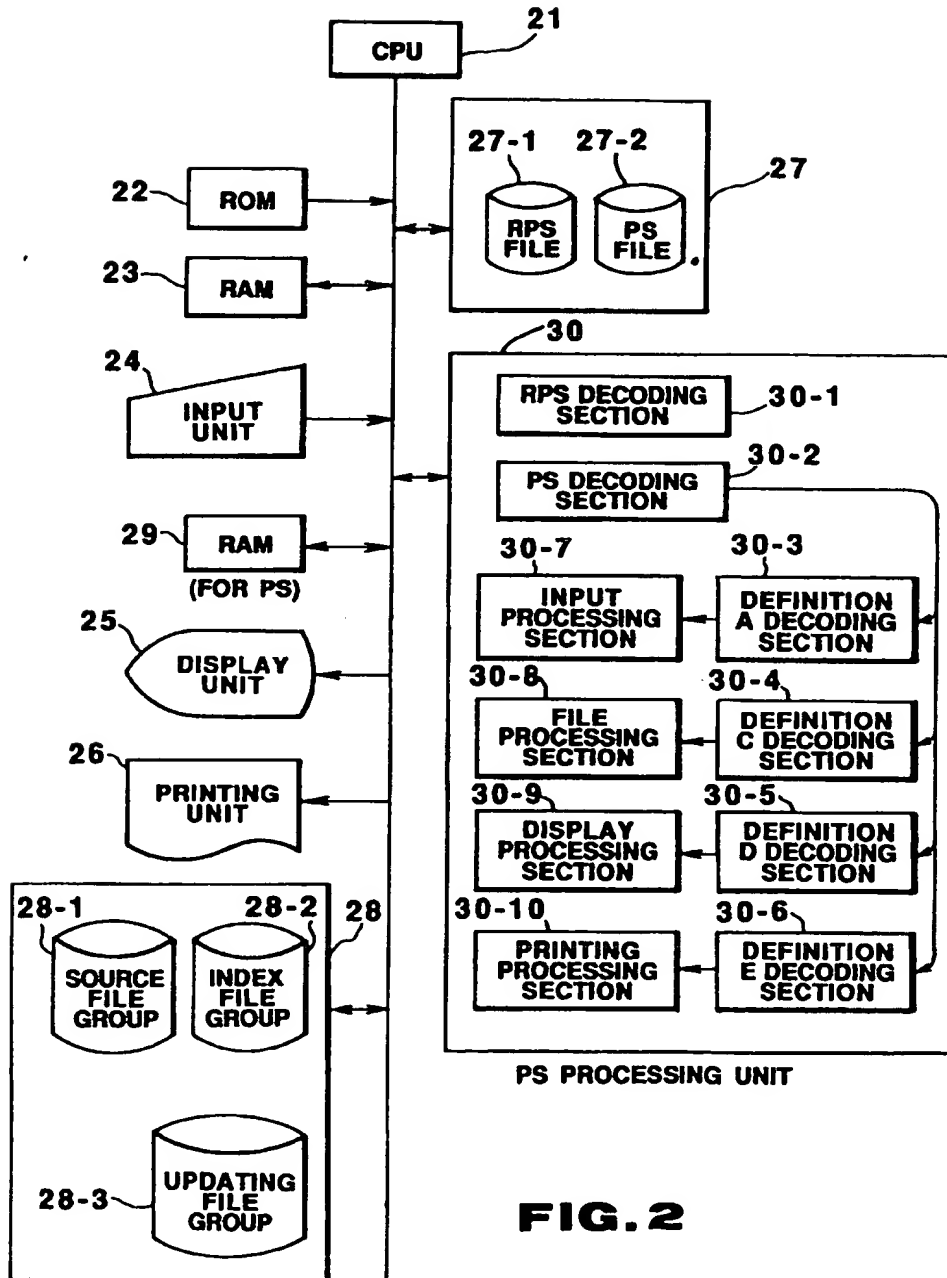 21
CPU
27-1
27-2
27
RPS
FILE
PS
FILE
22
ROM
23
RAM
24
INPUT
UNIT
29
RAM
(FOR PS)
25
DISPLAY
UNIT
26
PRINTING
UNIT
28-1
28-2
28
SOURCE
FILE
GROUP
INDEX
FILE
GROUP
28-3
UPDATING
FILE
GROUP
30
RPS DECODING
SECTION
30-1
30-2
PS DECODING
SECTION
30-7
30-3
INPUT
PROCESSING
SECTION
DEFINITION
A DECODING
SECTION
30-8
30-4
FILE
PROCESSING
SECTION
DEFINITION
C DECODING
SECTION
30-9
30-5
DISPLAY
PROCESSING
SECTION
DEFINITION
D DECODING
SECTION
30-10
30-6
PRINTING
PROCESSING
SECTION
DEFINITION
E DECODING
SECTION
PS PROCESSING UNIT
FIG. 2